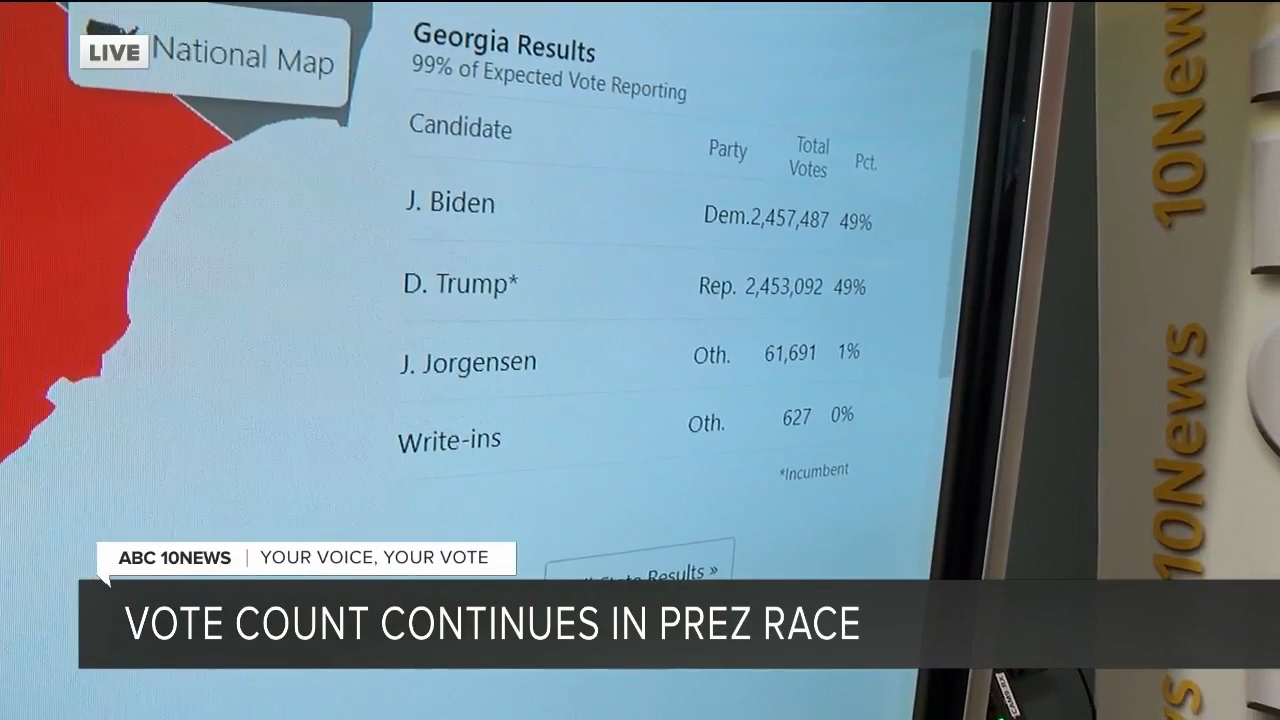 LIVE
National Map
Georgia Results
99% of Expected Vote Reporting
Candidate
Party
Total
Votes
Pct.
J. Biden
Dem. 2,457,487 49%
D. Trump*
Rep. 2,453,092 49%
J. Jorgensen
Oth. 61,691 1%
Write-ins
Oth. 627 0%
*Incumbent
Results »
ABC 10NEWS | YOUR VOICE, YOUR VOTE
VOTE COUNT CONTINUES IN PREZ RACE
10News
10News